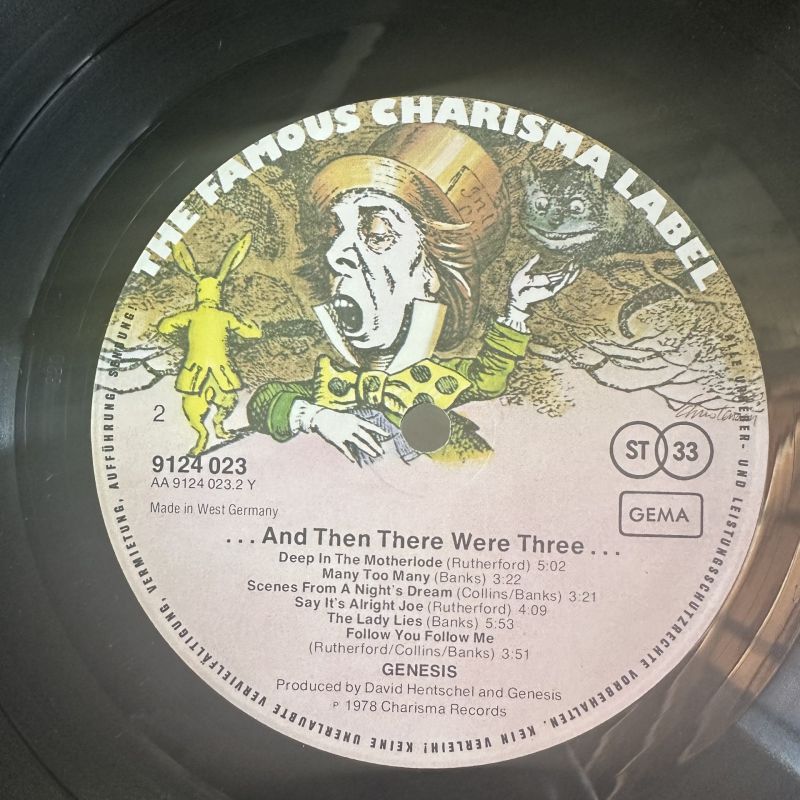 THE FAMOUS CHARISMA LABEL
2
9124 023
AA 9124 023.2 Y
Made in West Germany
ST 33
GEMA
...And Then There Were Three...
Deep In The Motherlode (Rutherford) 5:02
Many Too Many (Banks) 3:22
Scenes From A Night's Dream (Collins/Banks) 3:21
Say It's Alright Joe (Rutherford) 4:09
The Lady Lies (Banks) 5:53
Follow You Follow Me
(Rutherford/Collins/Banks) 3:51
GENESIS
Produced by David Hentschel and Genesis
℗ 1978 Charisma Records
ALLE URHEBER- UND LEISTUNGSSCHUTZRECHTE VORBEHALTEN. KEIN VERLEIH! KEINE UNERLAUBTE VERVIELFÄLTIGUNG, VERMIETUNG, AUFFÜHRUNG, SENDUNG!